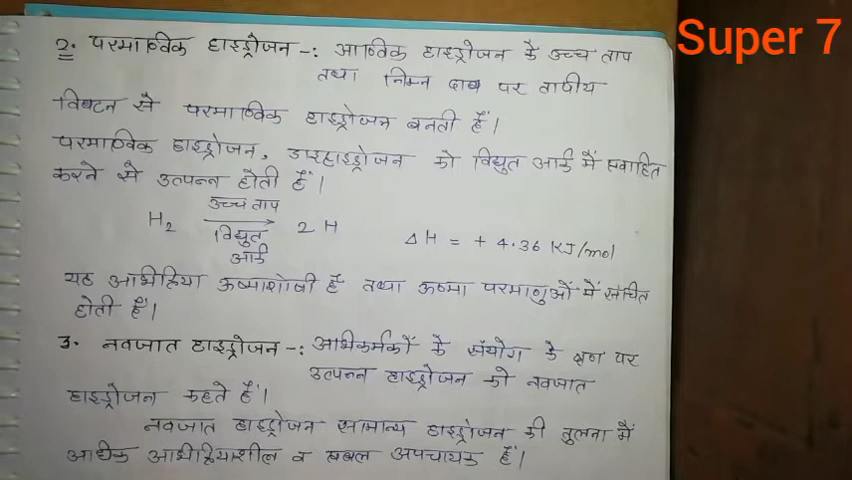 Super 7
2. परमाण्विक हाइड्रोजन -: आण्विक हाइड्रोजन के उच्च ताप
तथा निम्न दाब पर तापीय
विघटन से परमाण्विक हाइड्रोजन बनती हैं।
परमाण्विक हाइड्रोजन, डाइहाइड्रोजन को विद्युत आर्क में प्रवाहित
करने से उत्पन्न होती हैं।
H₂ उच्च ताप → विद्युत आर्क 2 H ΔH = + 4.36 KJ/mol
यह अभिक्रिया ऊष्माशोषी हैं तथा ऊष्मा परमाणुओं में संचित
होती हैं।
3. नवजात हाइड्रोजन -: अभिकर्मकों के संयोग के क्षण पर
उत्पन्न हाइड्रोजन को नवजात
हाइड्रोजन कहते हैं।
नवजात हाइड्रोजन सामान्य हाइड्रोजन की तुलना में
अधिक अभिक्रियाशील व प्रबल अपचायक हैं।